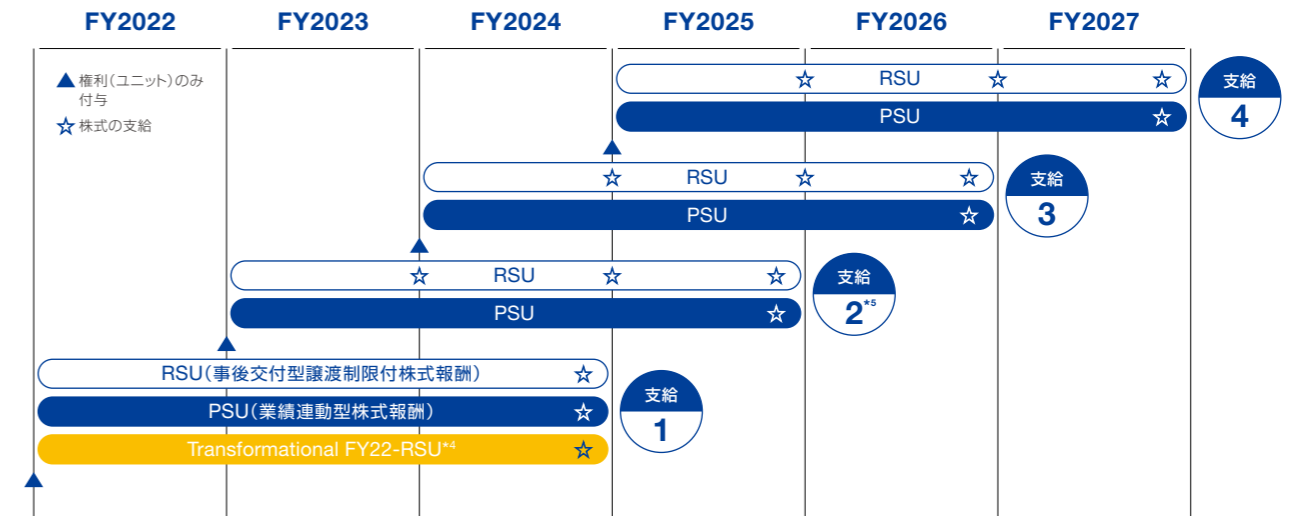 FY2022 FY2023 FY2024 FY2025 FY2026 FY2027
▲ 権利(ユニット)のみ
付与
☆ 株式の支給
RSU
PSU
支給
4
RSU
PSU
支給
3
RSU
PSU
支給
2*5
RSU(事後交付型譲渡制限付株式報酬)
PSU(業績連動型株式報酬)
Transformational FY22-RSU*4
支給
1